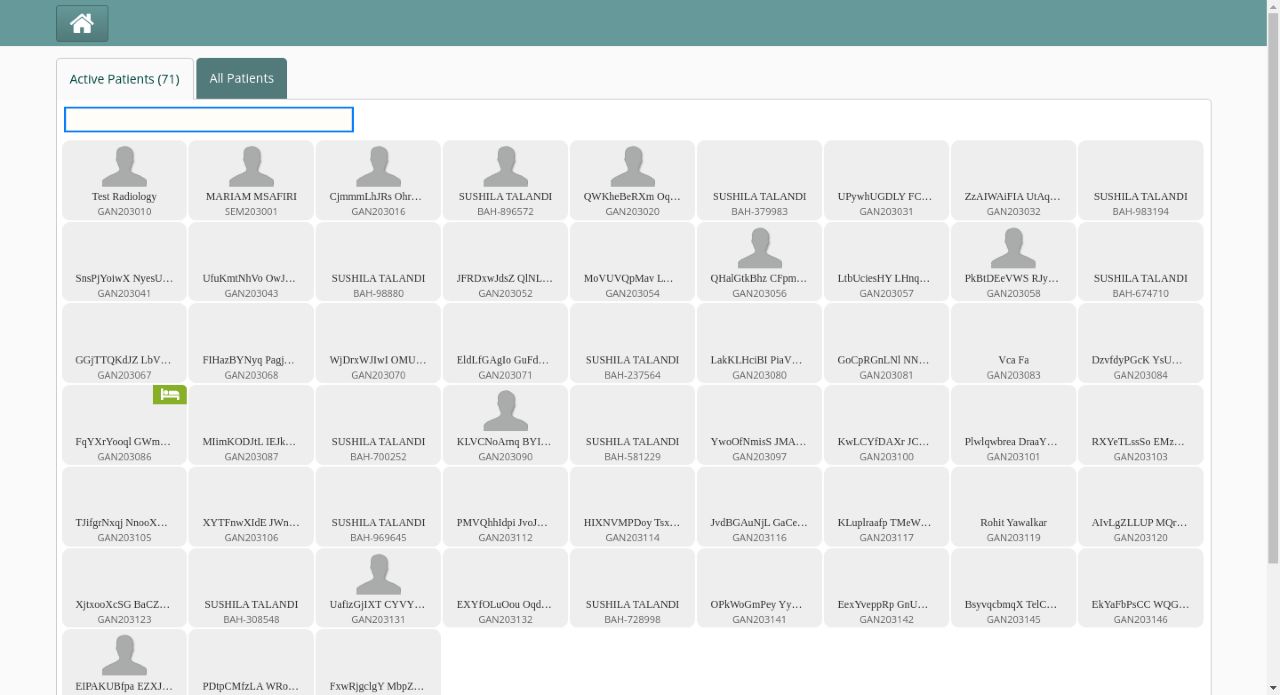 Active Patients (71) All Patients
Test Radiology MARIAM MSAFIRI CjmmmLhJRs Ohr… SUSHILA TALANDI QWKheBeRXm Oq… SUSHILA TALANDI UPywhUGDLY FC… ZzAIWAiFIA UtAq… SUSHILA TALANDI
GAN203010 SEM203001 GAN203016 BAH-896572 GAN203020 BAH-379983 GAN203031 GAN203032 BAH-983194
SnsPjYoiwX NyesU… UfuKmtNhVo OwJ… SUSHILA TALANDI JFRDxwJdsZ QlNL… MoVUVQpMav L… QHalGtkBhz CFpm… LtbUciesHY LHnq… PkBtDEeVWS RJy… SUSHILA TALANDI
GAN203041 GAN203043 BAH-98880 GAN203052 GAN203054 GAN203056 GAN203057 GAN203058 BAH-674710
GGjTTQKdJZ LbV… FIHazBYNyq Pagj… WjDrxWJIwI OMU… EldLfGAgIo GuFd… SUSHILA TALANDI LakKLHciBI PiaV… GoCpRGnLNl NN… Vca Fa DzvfdyPGcK YsU…
GAN203067 GAN203068 GAN203070 GAN203071 BAH-237564 GAN203080 GAN203081 GAN203083 GAN203084
FqYXrYooql GWm… MIimKODJtL IEJk… SUSHILA TALANDI KLVCNoArnq BYI… SUSHILA TALANDI YwoOfNmisS JMA… KwLCYfDAXr JC… Plwlqwbrea DraaY… RXYeTLssSo EMz…
GAN203086 GAN203087 BAH-700252 GAN203090 BAH-581229 GAN203097 GAN203100 GAN203101 GAN203103
TJifgrNxqj NnooX… XYTFnwXIdE JWn… SUSHILA TALANDI PMVQhhIdpi JvoJ… HIXNVMPDoy Tsx… JvdBGAuNjL GaCe… KLuplraafp TMeW… Rohit Yawalkar AIvLgZLLUP MQr…
GAN203105 GAN203106 BAH-969645 GAN203112 GAN203114 GAN203116 GAN203117 GAN203119 GAN203120
XjtxooXcSG BaCZ… SUSHILA TALANDI UafizGjIXT CYVY… EXYfOLuOou Oqd… SUSHILA TALANDI OPkWoGmPey Yy… EexYveppRp GnU… BsyvqcbmqX TelC… EkYaFbPsCC WQG…
GAN203123 BAH-308548 GAN203131 GAN203132 BAH-728998 GAN203141 GAN203142 GAN203145 GAN203146
EIPAKUBfpa EZXJ… PDtpCMfzLA WRo… FxwRjgclgY MbpZ…